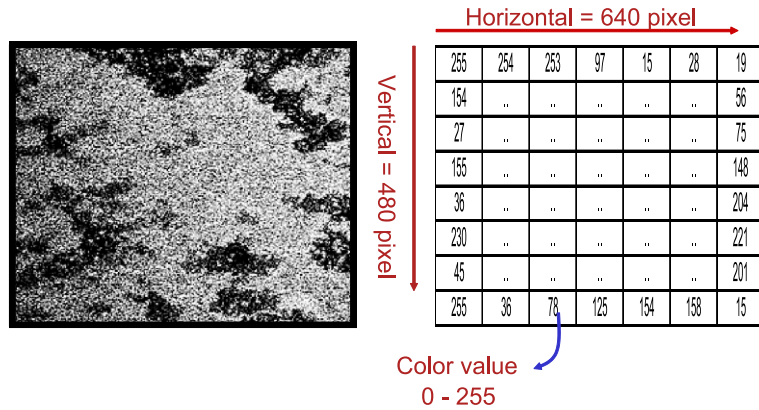 Horizontal = 640 pixel
Vertical = 480 pixel
255 254 253 97 15 28 19
154 .. .. .. .. .. 56
27 .. .. .. .. .. 75
155 .. .. .. .. .. 148
36 .. .. .. .. .. 204
230 .. .. .. .. .. 221
45 .. .. .. .. .. 201
255 36 78 125 154 158 15
Color value
0 - 255